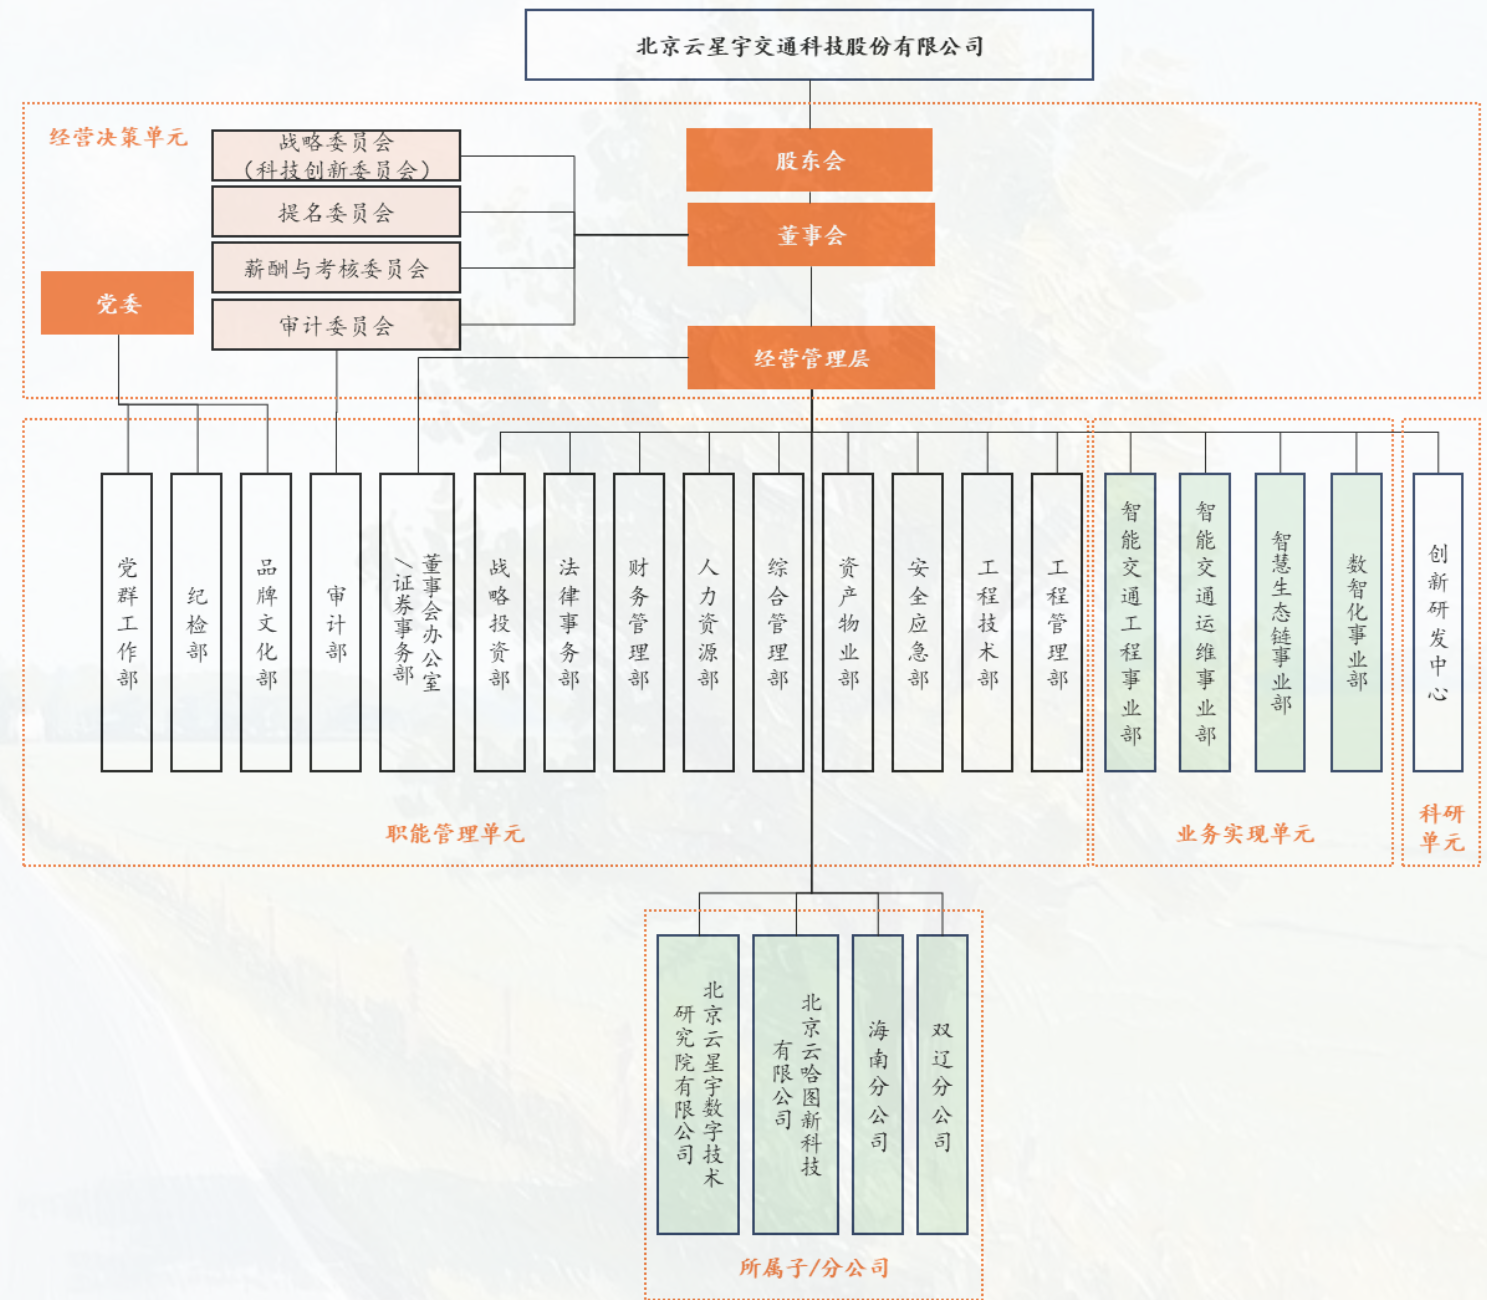 北京云星宇交通科技股份有限公司
经营决策单元
战略委员会
（科技创新委员会）
提名委员会
薪酬与考核委员会
审计委员会
党委
股东会
董事会
经营管理层
党群工作部
纪检部
品牌文化部
审计部
董事会办公室
/证券事务部
战略投资部
法律事务部
财务管理部
人力资源部
综合管理部
资产物业部
安全应急部
工程技术部
工程管理部
职能管理单元
智能交通工程事业部
智能交通运维事业部
智慧生态链事业部
数智化事业部
业务实现单元
创新研发中心
科研
单元
北京云星宇数字技术
研究院有限公司
北京云哈图新科技
有限公司
海南分公司
双辽分公司
所属子/分公司